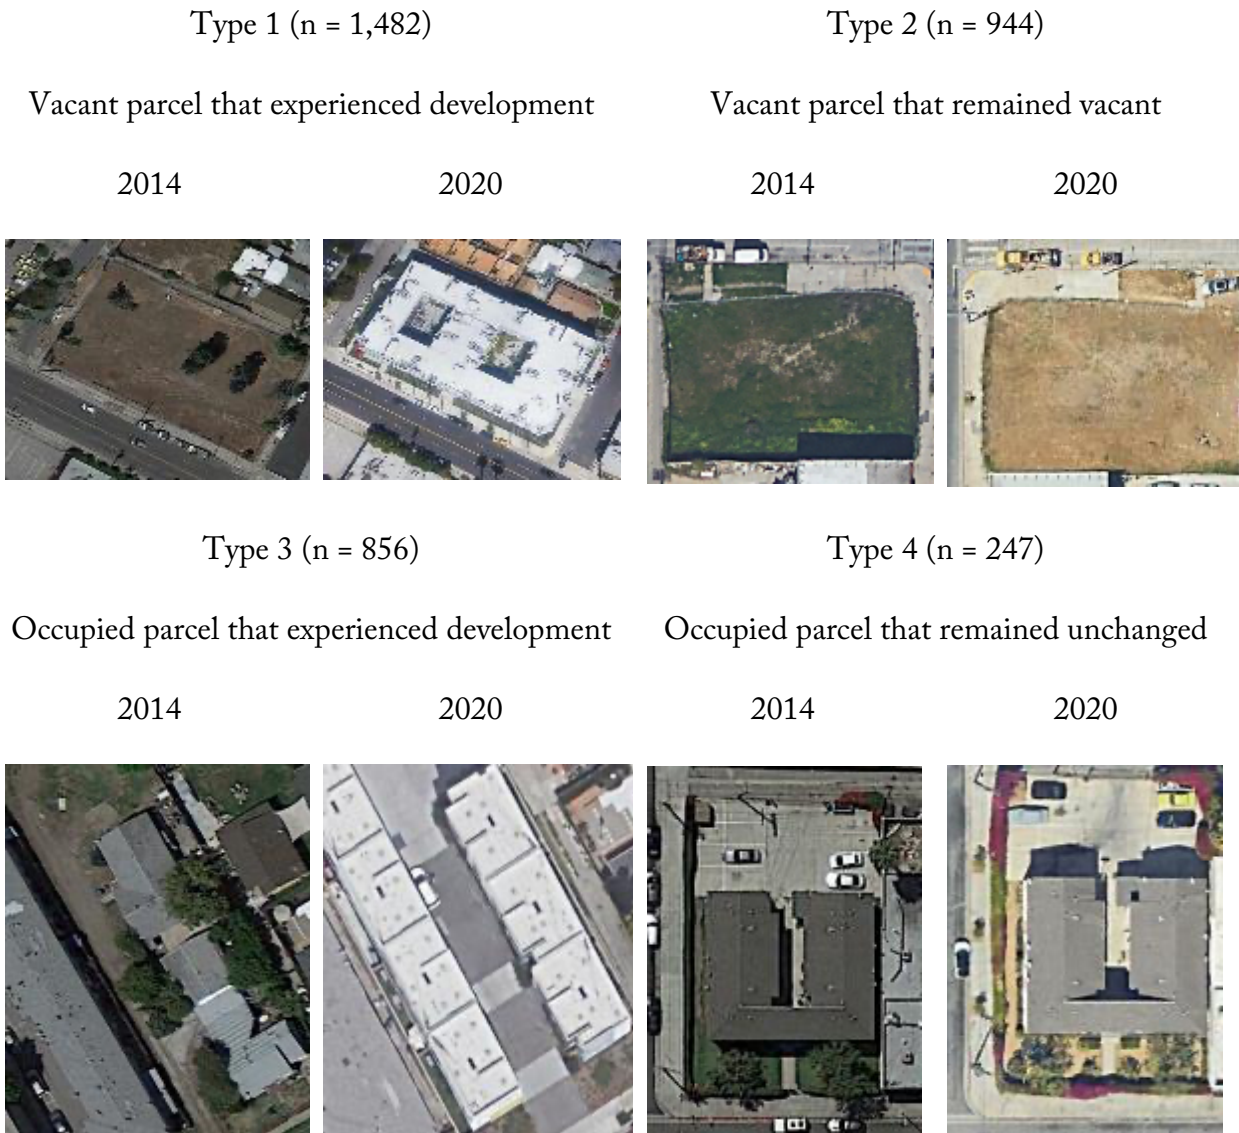 Type 1 (n = 1,482)
Vacant parcel that experienced development
2014 2020
Type 2 (n = 944)
Vacant parcel that remained vacant
2014 2020
Type 3 (n = 856)
Occupied parcel that experienced development
2014 2020
Type 4 (n = 247)
Occupied parcel that remained unchanged
2014 2020